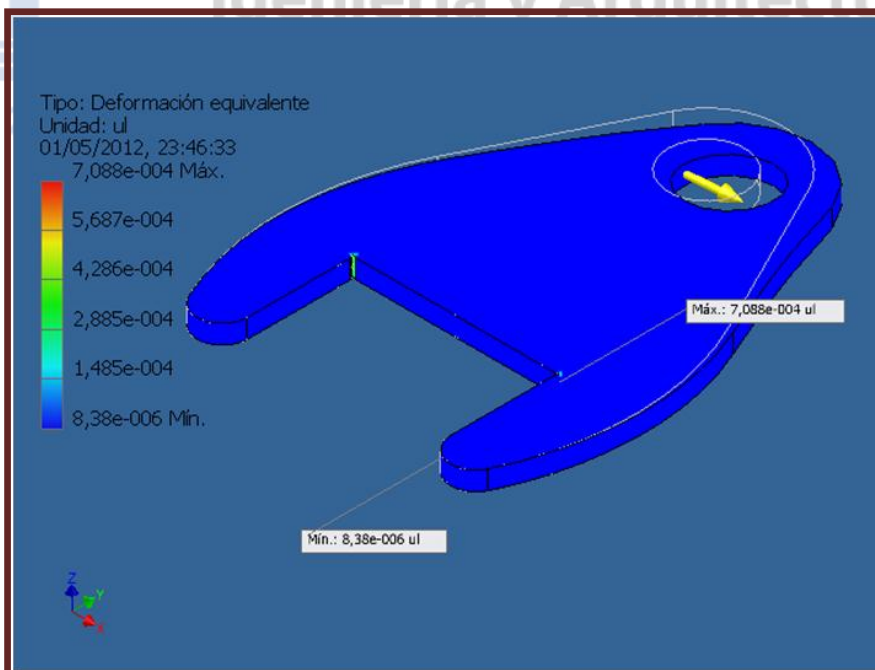 Ingeniería y Arquitect
Tipo: Deformación equivalente
Unidad: ul
01/05/2012, 23:46:33
7,088e-004 Máx.
5,687e-004
4,286e-004
2,885e-004
1,485e-004
8,38e-006 Mín.
Máx.: 7,088e-004 ul
Mín.: 8,38e-006 ul
Z
Y
X